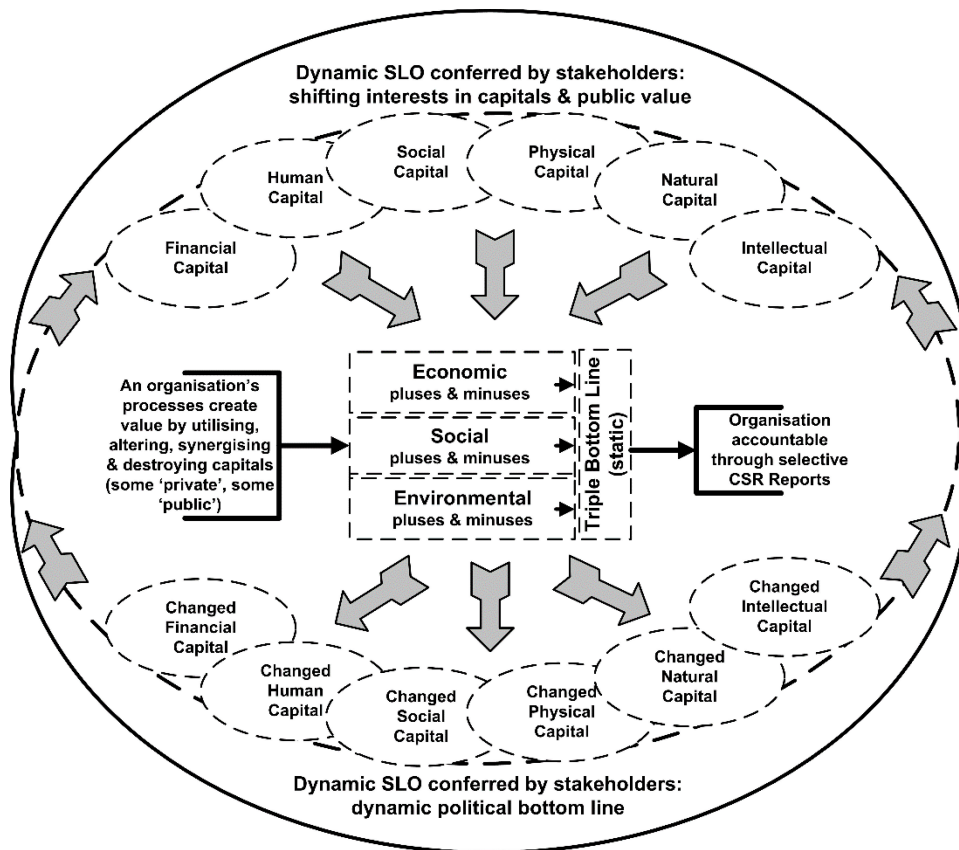 Dynamic SLO conferred by stakeholders:
shifting interests in capitals & public value
Social
Capital
Physical
Capital
Human
Capital
Natural
Capital
Financial
Capital
Intellectual
Capital
An organisation’s
processes create
value by utilising,
altering, synergising
& destroying capitals
(some ‘private’, some
‘public’)
Economic
pluses & minuses
Social
pluses & minuses
Environmental
pluses & minuses
Triple Bottom Line
(static)
Organisation
accountable
through selective
CSR Reports
Changed
Financial
Capital
Changed
Intellectual
Capital
Changed
Human
Capital
Changed
Natural
Capital
Changed
Social
Capital
Changed
Physical
Capital
Dynamic SLO conferred by stakeholders:
dynamic political bottom line